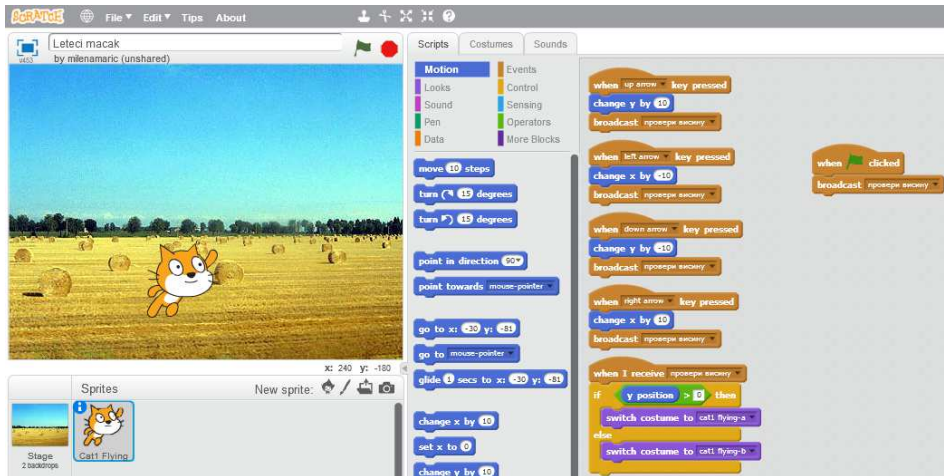 SCRATCH File▼ Edit▼ Tips About
v453
Leteci macak
by milenamaric (unshared)
x: 240 y: -180
Sprites New sprite:
Stage
2 backdrops
Cat1 Flying
Scripts Costumes Sounds
Motion Events
Looks Control
Sound Sensing
Pen Operators
Data More Blocks
move 10 steps
turn 15 degrees
turn 15 degrees
point in direction 90▼
point towards mouse-pointer
go to x: -30 y: -81
go to mouse-pointer
glide 1 secs to x: -30 y: -81
change x by 10
set x to 0
change y by 10
when up arrow key pressed
change y by 10
broadcast провери висину
when left arrow key pressed
change x by -10
broadcast провери висину
when down arrow key pressed
change y by -10
broadcast провери висину
when right arrow key pressed
change x by 10
broadcast провери висину
when I receive провери висину
if y position > 0 then
switch costume to cat1 flying-a
else
switch costume to cat1 flying-b
when clicked
broadcast провери висину